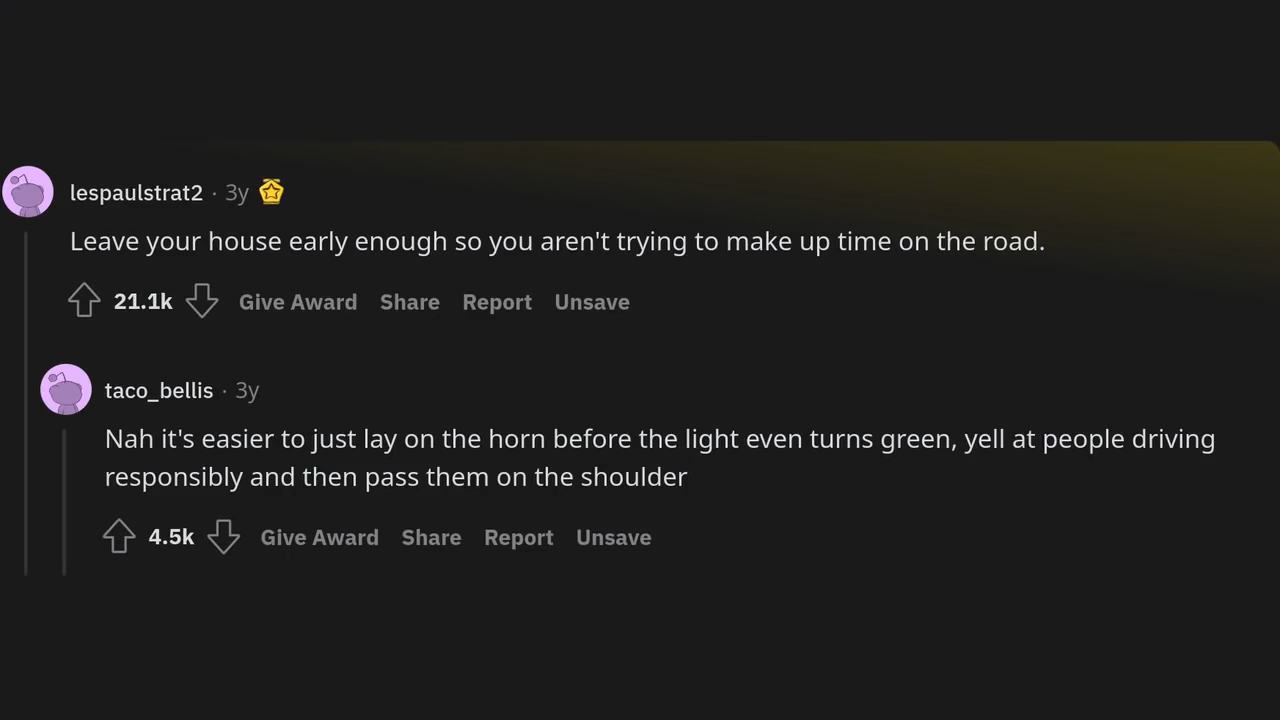 lespaulstrat2 · 3y
Leave your house early enough so you aren't trying to make up time on the road.
21.1k Give Award Share Report Unsave
taco_bellis · 3y
Nah it's easier to just lay on the horn before the light even turns green, yell at people driving
responsibly and then pass them on the shoulder
4.5k Give Award Share Report Unsave